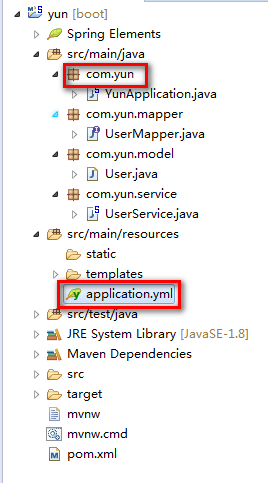 yun [boot]
Spring Elements
src/main/java
com.yun
YunApplication.java
com.yun.mapper
UserMapper.java
com.yun.model
User.java
com.yun.service
UserService.java
src/main/resources
static
templates
application.yml
src/test/java
JRE System Library [JavaSE-1.8]
Maven Dependencies
src
target
mvnw
mvnw.cmd
pom.xml